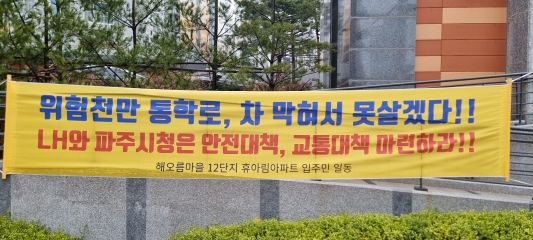 위험천만 통학로, 차 막혀서 못살겠다!!
LH와 파주시청은 안전대책, 교통대책 마련하라!!
해오름마을 12단지 휴아림아파트 입주민 일동